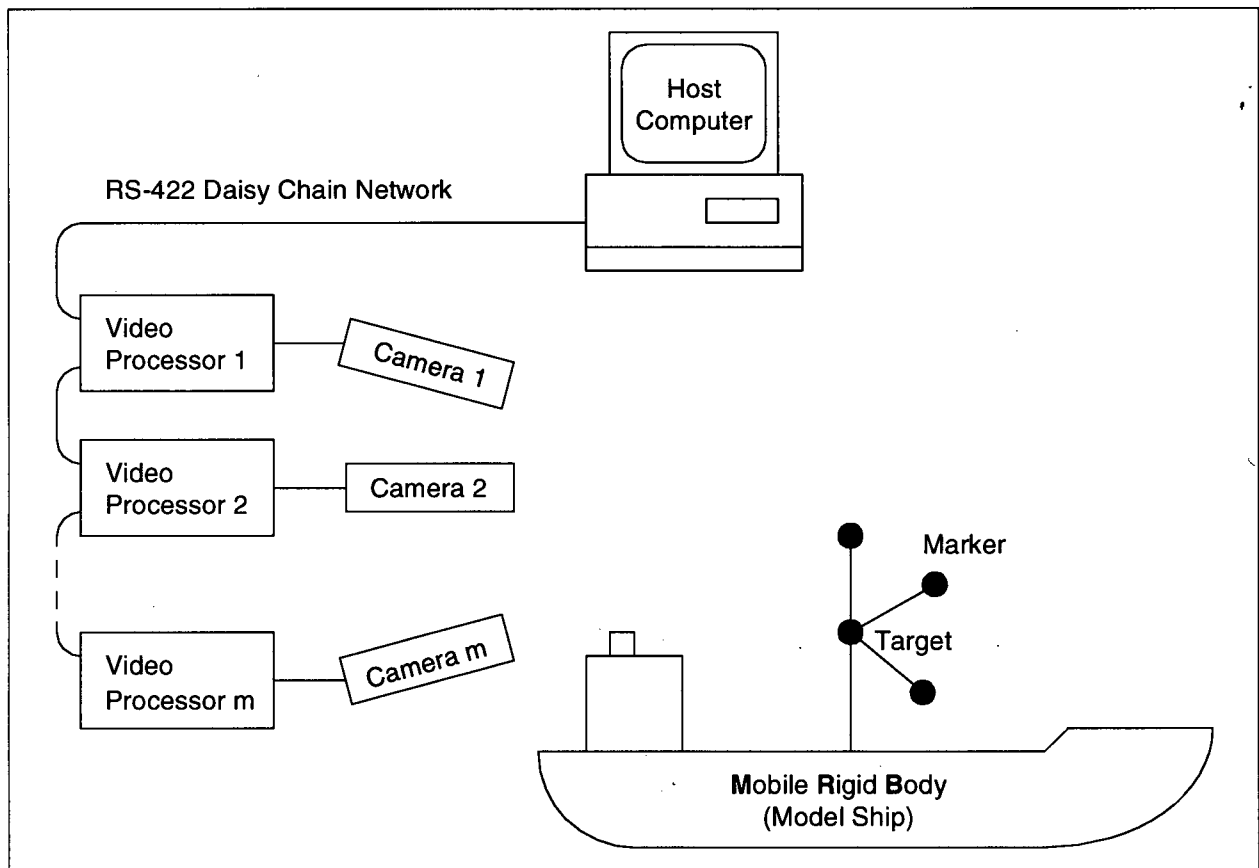 Host
Computer
RS-422 Daisy Chain Network
Video
Processor 1
Camera 1
Video
Processor 2
Camera 2
Marker
Target
Video
Processor m
Camera m
Mobile Rigid Body
(Model Ship)